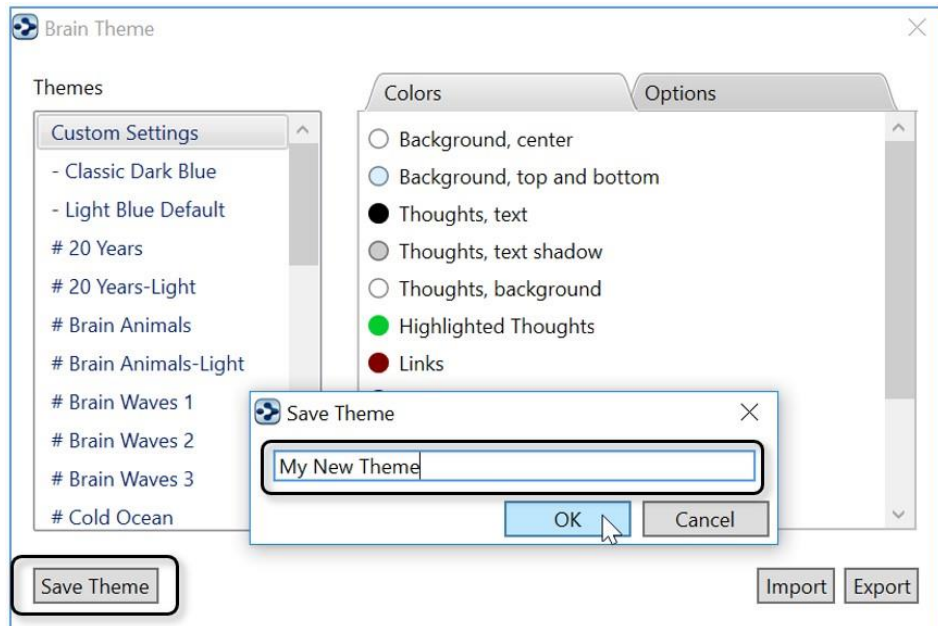 Brain Theme
Themes
Custom Settings
- Classic Dark Blue
- Light Blue Default
# 20 Years
# 20 Years-Light
# Brain Animals
# Brain Animals-Light
# Brain Waves 1
# Brain Waves 2
# Brain Waves 3
# Cold Ocean
Colors
Options
Background, center
Background, top and bottom
Thoughts, text
Thoughts, text shadow
Thoughts, background
Highlighted Thoughts
Links
Save Theme
My New Theme
OK
Cancel
Save Theme
Import
Export